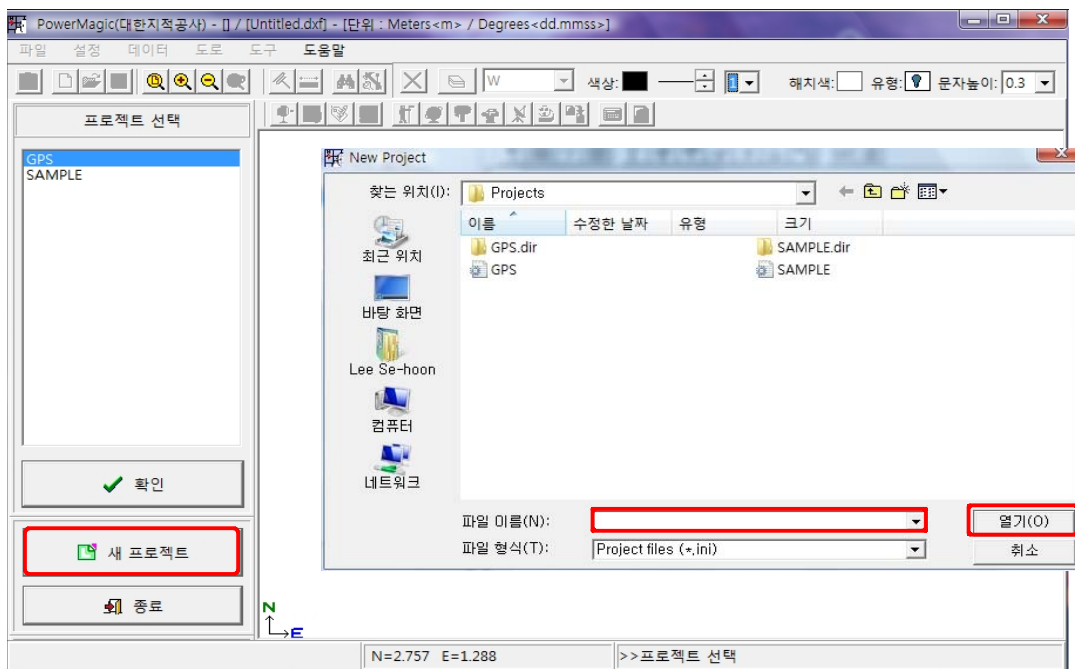 PowerMagic(대한지적공사) - [] / [Untitled.dxf] - [단위 : Meters<m> / Degrees<dd.mmss>]
파일 설정 데이터 도로 도구 도움말
W 색상: 1 해치색: 유형: 문자높이: 0.3
프로젝트 선택
GPS
SAMPLE
확인
새 프로젝트
종료
New Project
찾는 위치(I): Projects
최근 위치
바탕 화면
Lee Se-hoon
컴퓨터
네트워크
이름 수정한 날짜 유형 크기
GPS.dir SAMPLE.dir
GPS SAMPLE
파일 이름(N): 열기(O)
파일 형식(T): Project files (*.ini) 취소
N
E
N=2.757 E=1.288 >>프로젝트 선택